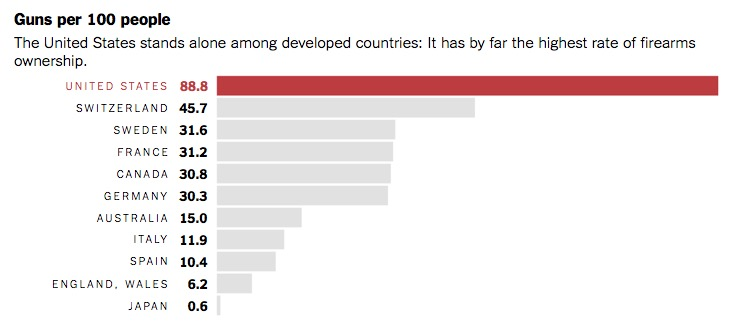 Guns per 100 people
The United States stands alone among developed countries: It has by far the highest rate of firearms
ownership.
UNITED STATES 88.8
SWITZERLAND 45.7
SWEDEN 31.6
FRANCE 31.2
CANADA 30.8
GERMANY 30.3
AUSTRALIA 15.0
ITALY 11.9
SPAIN 10.4
ENGLAND, WALES 6.2
JAPAN 0.6